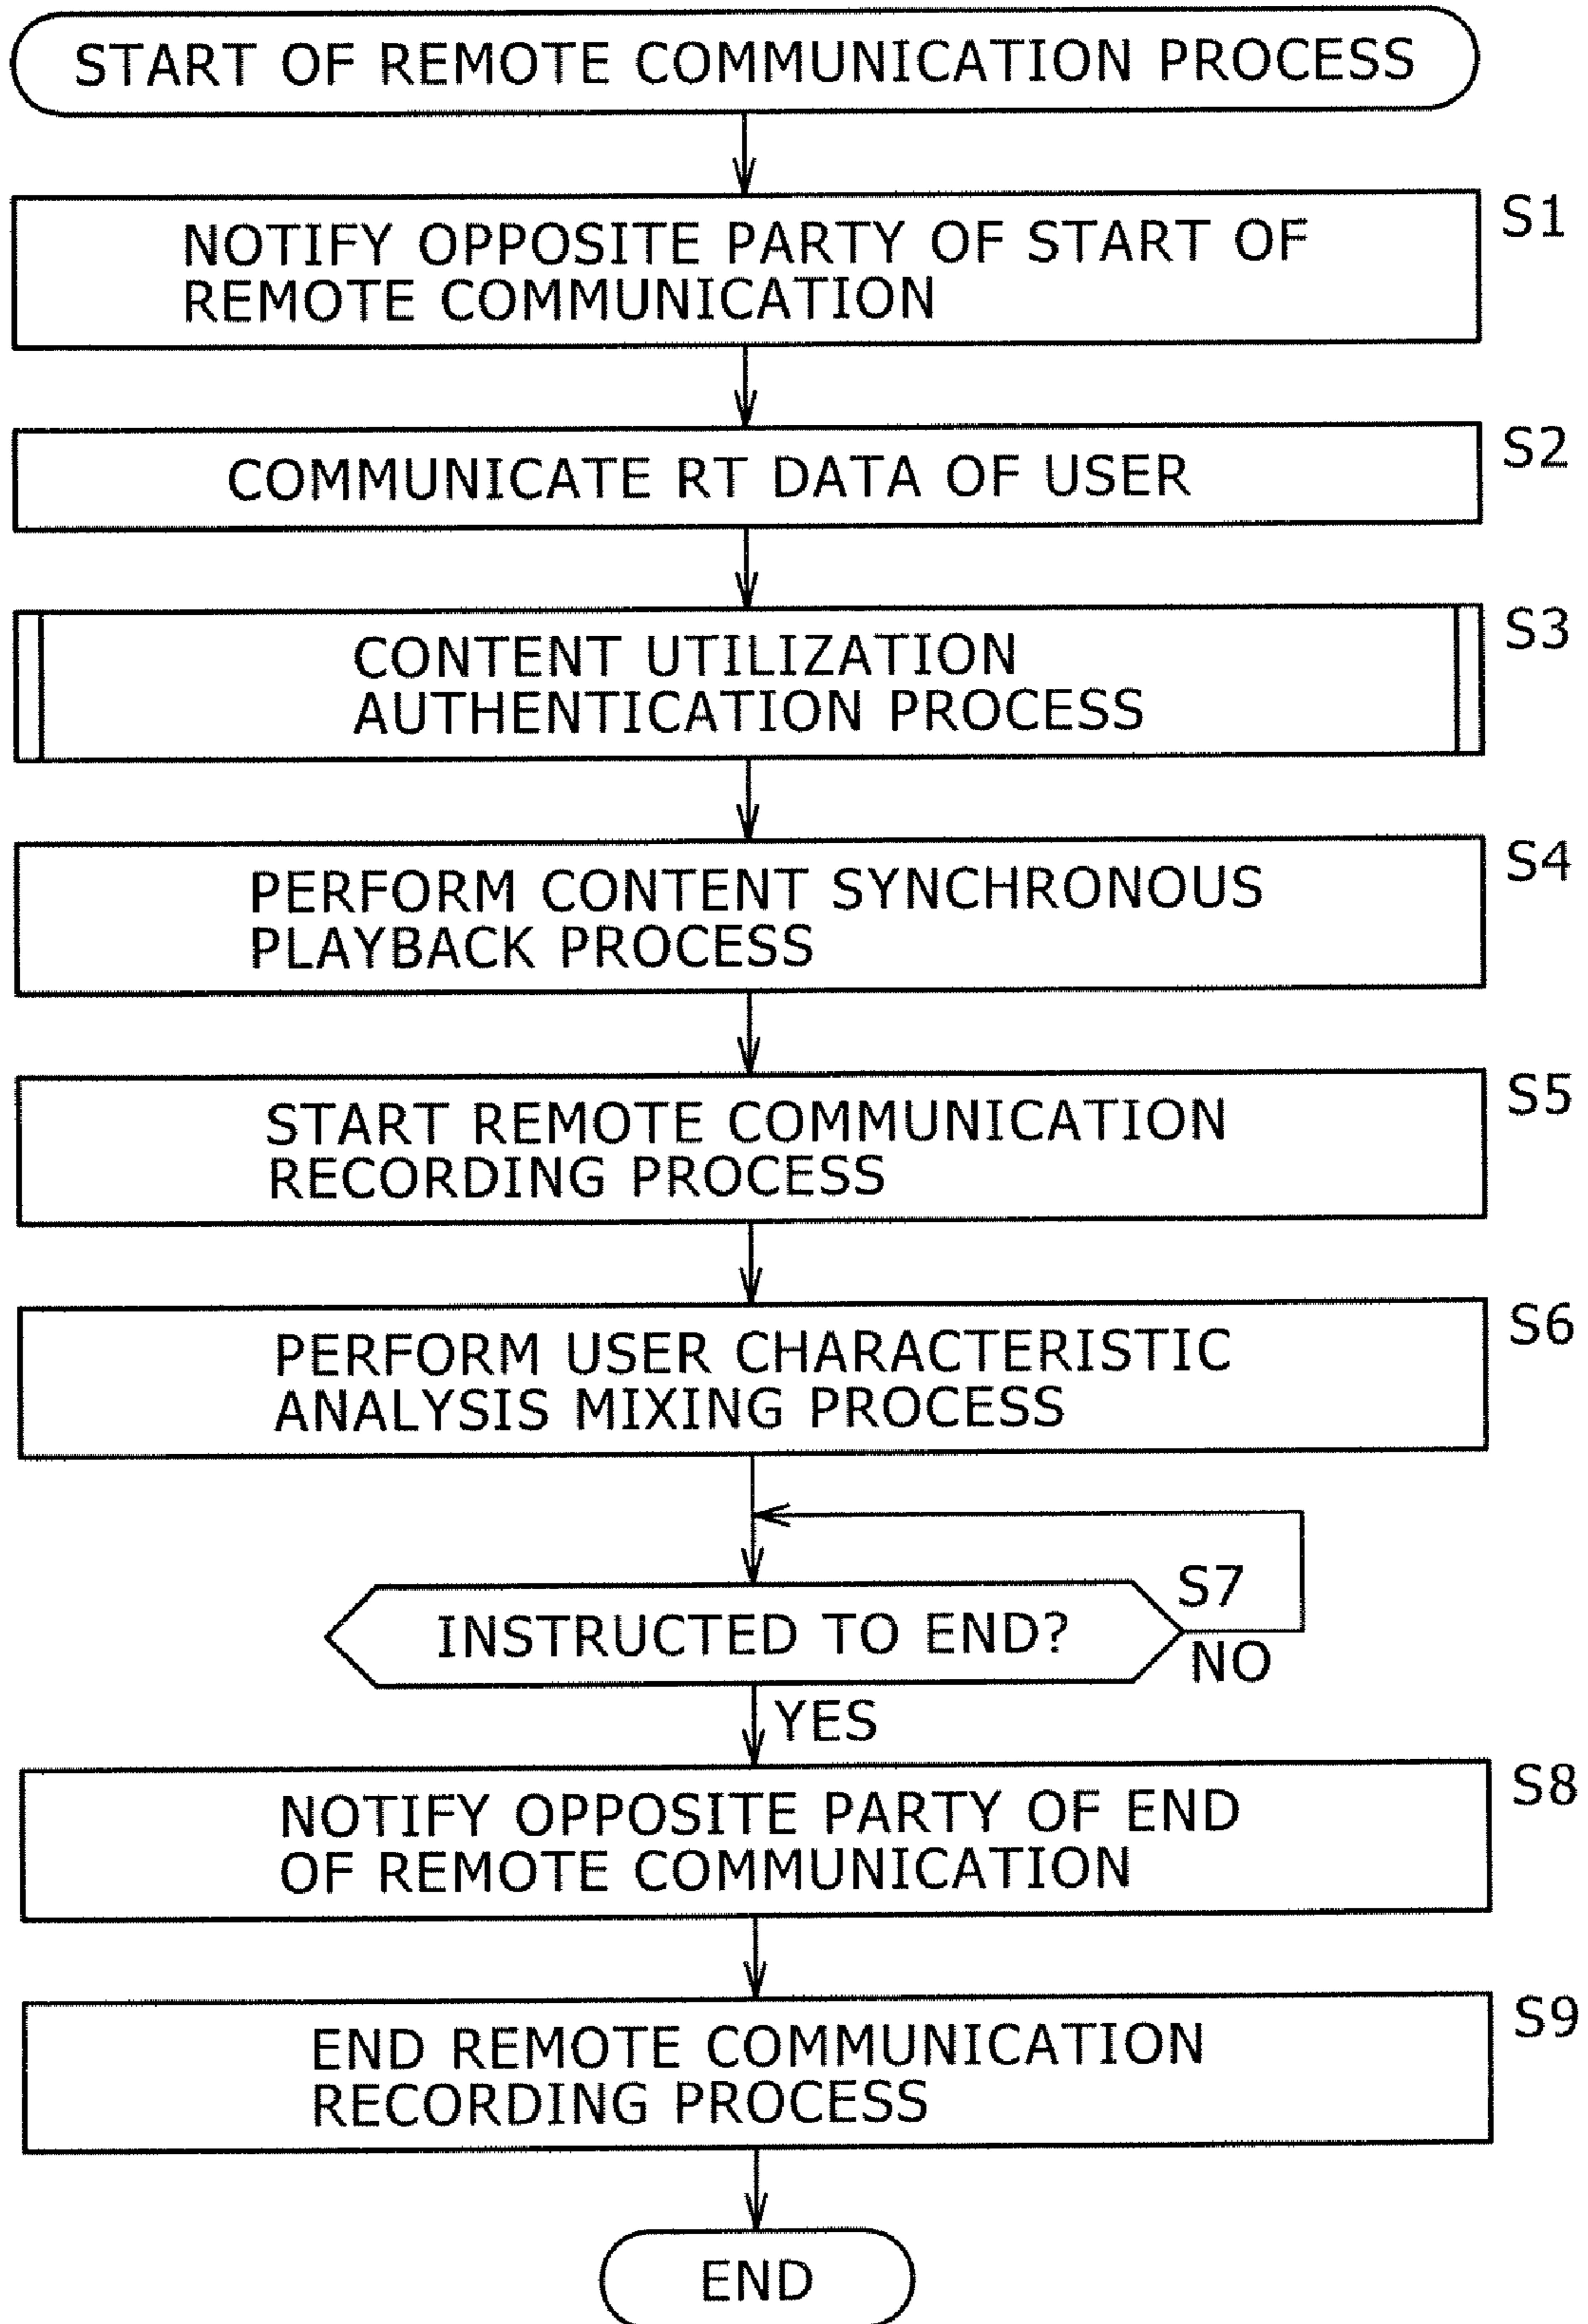 START OF REMOTE COMMUNICATION PROCESS
S1
NOTIFY OPPOSITE PARTY OF START OF
REMOTE COMMUNICATION
S2
COMMUNICATE RT DATA OF USER
S3
CONTENT UTILIZATION
AUTHENTICATION PROCESS
S4
PERFORM CONTENT SYNCHRONOUS
PLAYBACK PROCESS
S5
START REMOTE COMMUNICATION
RECORDING PROCESS
S6
PERFORM USER CHARACTERISTIC
ANALYSIS MIXING PROCESS
S7
INSTRUCTED TO END?
NO
YES
S8
NOTIFY OPPOSITE PARTY OF END
OF REMOTE COMMUNICATION
S9
END REMOTE COMMUNICATION
RECORDING PROCESS
END